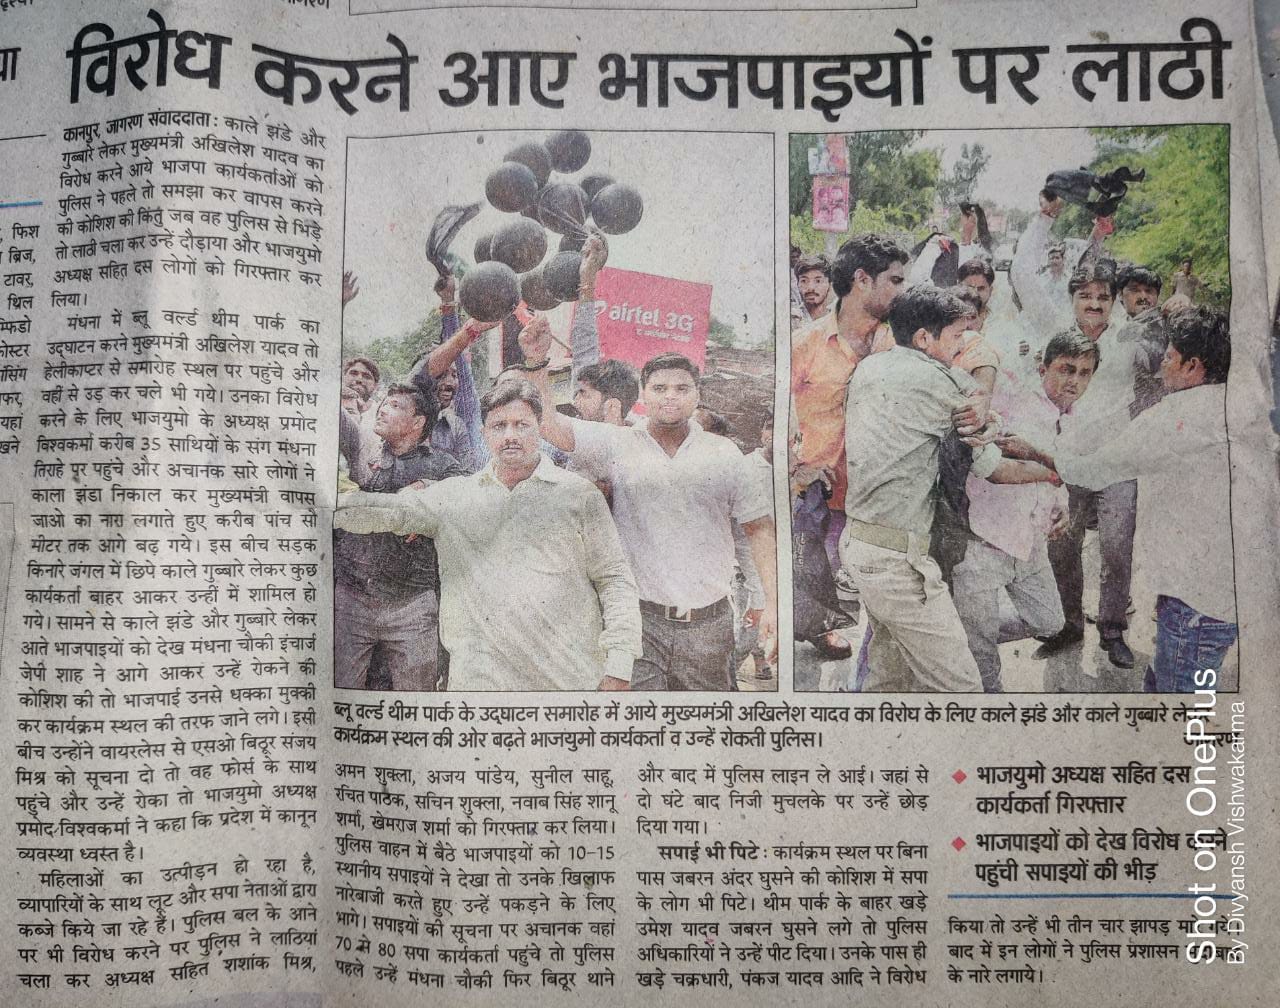 विरोध करने आए भाजपाइयों पर लाठी
कानपुर, जागरण संवाददाता : काले झंडे और
गुब्बारे लेकर मुख्यमंत्री अखिलेश यादव का
विरोध करने आये भाजपा कार्यकर्ताओं को
पुलिस ने पहले तो समझा कर वापस करने
की कोशिश की किंतु जब वह पुलिस से भिड़े
तो लाठी चला कर उन्हें दौड़ाया और भाजयुमो
अध्यक्ष सहित दस लोगों को गिरफ्तार कर
लिया।
मंधना में ब्लू वर्ल्ड थीम पार्क का
उद्घाटन करने मुख्यमंत्री अखिलेश यादव तो
हेलीकाप्टर से समारोह स्थल पर पहुंचे और
वहीं से उड़ कर चले भी गये। उनका विरोध
करने के लिए भाजयुमो के अध्यक्ष प्रमोद
विश्वकर्मा करीब 35 साथियों के संग मंधना
तिराहे पर पहुंचे और अचानक सारे लोगों ने
काला झंडा निकाल कर मुख्यमंत्री वापस
जाओ का नारा लगाते हुए करीब पांच सौ
मीटर तक आगे बढ़ गये। इस बीच सड़क
किनारे जंगल में छिपे काले गुब्बारे लेकर कुछ
कार्यकर्ता बाहर आकर उन्हीं में शामिल हो
गये। सामने से काले झंडे और गुब्बारे लेकर
आते भाजपाइयों को देख मंधना चौकी इंचार्ज
जेपी शाह ने आगे आकर उन्हें रोकने की
कोशिश की तो भाजपाई उनसे धक्का मुक्की
कर कार्यक्रम स्थल की तरफ जाने लगे। इसी
बीच उन्होंने वायरलेस से एसओ बिठूर संजय
मिश्र को सूचना दो तो वह फोर्स के साथ
पहुंचे और उन्हें रोका तो भाजयुमो अध्यक्ष
प्रमोद विश्वकर्मा ने कहा कि प्रदेश में कानून
व्यवस्था ध्वस्त है।
महिलाओं का उत्पीड़न हो रहा है,
व्यापारियों के साथ लूट और सपा नेताओं द्वारा
कब्जे किये जा रहे हैं। पुलिस बल के आने
पर भी विरोध करने पर पुलिस ने लाठियां
चला कर अध्यक्ष सहित शशांक मिश्र,
airtel 3G
ब्लू वर्ल्ड थीम पार्क के उद्घाटन समारोह में आये मुख्यमंत्री अखिलेश यादव का विरोध के लिए काले झंडे और काले गुब्बारे लेकर
कार्यक्रम स्थल की ओर बढ़ते भाजयुमो कार्यकर्ता व उन्हें रोकती पुलिस। जागरण
अमन शुक्ला, अजय पांडेय, सुनील साहू,
रचित पाठक, सचिन शुक्ला, नवाब सिंह शानू
शर्मा, खेमराज शर्मा को गिरफ्तार कर लिया।
पुलिस वाहन में बैठे भाजपाइयों को 10-15
स्थानीय सपाइयों ने देखा तो उनके खिलाफ
नारेबाजी करते हुए उन्हें पकड़ने के लिए
भागे। सपाइयों की सूचना पर अचानक वहां
70 से 80 सपा कार्यकर्ता पहुंचे तो पुलिस
पहले उन्हें मंधना चौकी फिर बिठूर थाने
और बाद में पुलिस लाइन ले आई। जहां से
दो घंटे बाद निजी मुचलके पर उन्हें छोड़
दिया गया।
सपाई भी पिटे : कार्यक्रम स्थल पर बिना
पास जबरन अंदर घुसने की कोशिश में सपा
के लोग भी पिटे। थीम पार्क के बाहर खड़े
उमेश यादव जबरन घुसने लगे तो पुलिस
अधिकारियों ने उन्हें पीट दिया। उनके पास ही
खड़े चक्रधारी, पंकज यादव आदि ने विरोध
◆ भाजयुमो अध्यक्ष सहित दस
कार्यकर्ता गिरफ्तार
◆ भाजपाइयों को देख विरोध करने
पहुंची सपाइयों की भीड़
किया तो उन्हें भी तीन चार झापड़ मारे गये।
बाद में इन लोगों ने पुलिस प्रशासन मुर्दाबाद
के नारे लगाये।
फिश
ब्रिज,
टावर,
थ्रिल
यहां
Shot on OnePlus
By Divyansh Vishwakarma